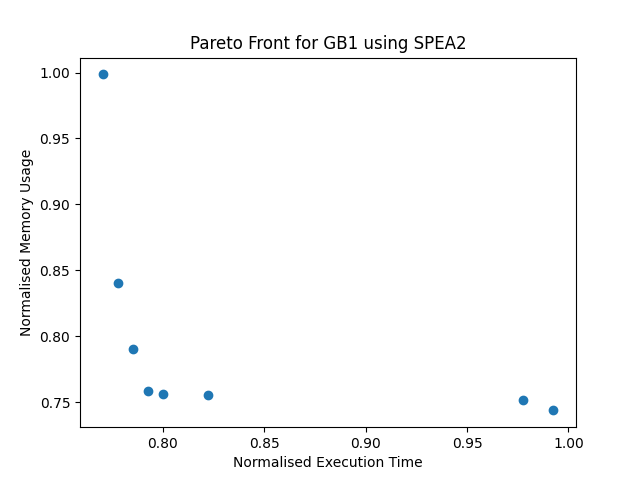 Pareto Front for GB1 using SPEA2
1.00
0.95
0.90
0.85
0.80
0.75
Normalised Memory Usage
0.80 0.85 0.90 0.95 1.00
Normalised Execution Time